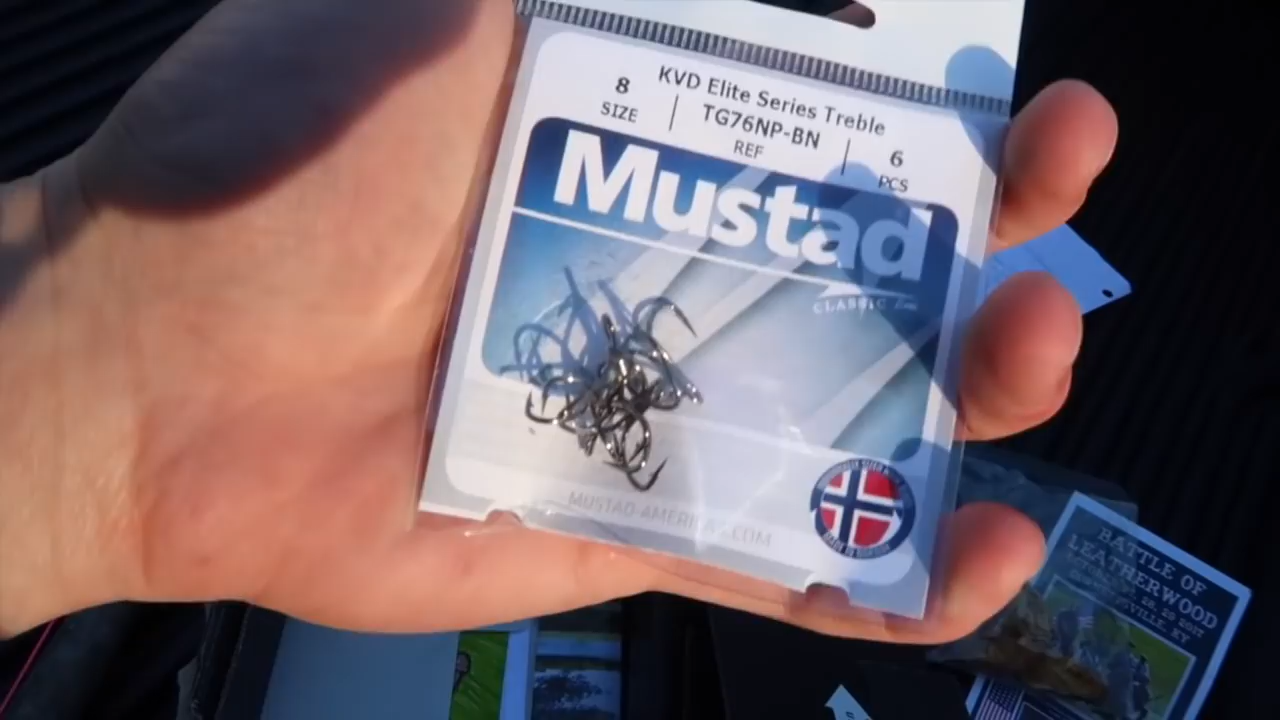 KVD Elite Series Treble
8
SIZE
TG76NP-BN
REF
6
PCS
Mustad
CLASSIC
MUSTAD-AMERICA.COM
BATTLE OF
LEATHERWOOD
KY